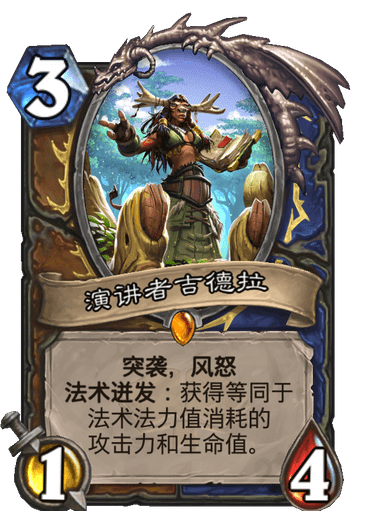 3
演讲者吉德拉
突袭，风怒
法术迸发：获得等同于
法术法力值消耗的
攻击力和生命值。
1
4